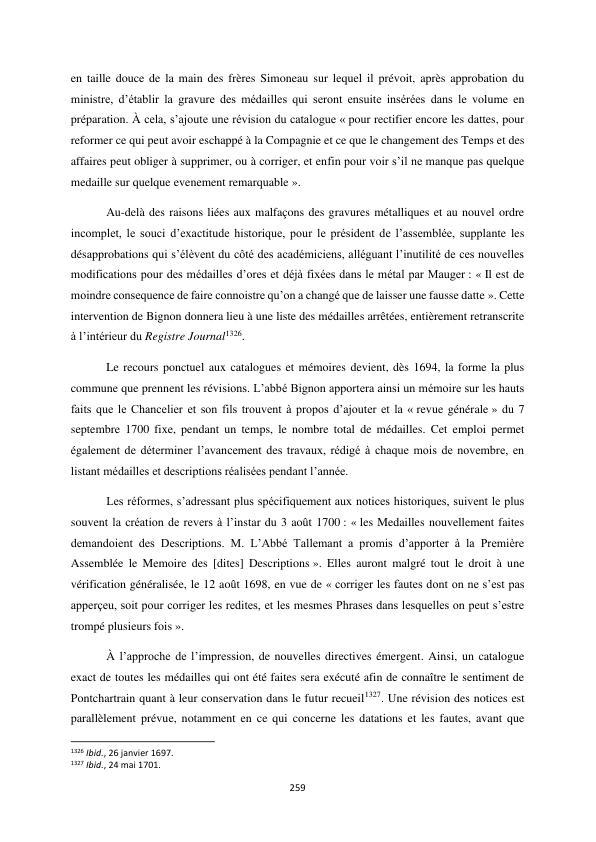 en taille douce de la main des frères Simoneau sur lequel il prévoit, après approbation du
ministre, d’établir la gravure des médailles qui seront ensuite insérées dans le volume en
préparation. À cela, s’ajoute une révision du catalogue « pour rectifier encore les dattes, pour
reformer ce qui peut avoir eschappé à la Compagnie et ce que le changement des Temps et des
affaires peut obliger à supprimer, ou à corriger, et enfin pour voir s’il ne manque pas quelque
medaille sur quelque evenement remarquable ».
Au-delà des raisons liées aux malfaçons des gravures métalliques et au nouvel ordre
incomplet, le souci d’exactitude historique, pour le président de l’assemblée, supplante les
désapprobations qui s’élèvent du côté des académiciens, alléguant l’inutilité de ces nouvelles
modifications pour des médailles d’ores et déjà fixées dans le métal par Mauger : « Il est de
moindre consequence de faire connoistre qu’on a changé que de laisser une fausse datte ». Cette
intervention de Bignon donnera lieu à une liste des médailles arrêtées, entièrement retranscrite
à l’intérieur du Registre Journal1326.
Le recours ponctuel aux catalogues et mémoires devient, dès 1694, la forme la plus
commune que prennent les révisions. L’abbé Bignon apportera ainsi un mémoire sur les hauts
faits que le Chancelier et son fils trouvent à propos d’ajouter et la « revue générale » du 7
septembre 1700 fixe, pendant un temps, le nombre total de médailles. Cet emploi permet
également de déterminer l’avancement des travaux, rédigé à chaque mois de novembre, en
listant médailles et descriptions réalisées pendant l’année.
Les réformes, s’adressant plus spécifiquement aux notices historiques, suivent le plus
souvent la création de revers à l’instar du 3 août 1700 : « les Medailles nouvellement faites
demandoient des Descriptions. M. L’Abbé Tallemant a promis d’apporter à la Première
Assemblée le Memoire des [dites] Descriptions ». Elles auront malgré tout le droit à une
vérification généralisée, le 12 août 1698, en vue de « corriger les fautes dont on ne s’est pas
apperçeu, soit pour corriger les redites, et les mesmes Phrases dans lesquelles on peut s’estre
trompé plusieurs fois ».
À l’approche de l’impression, de nouvelles directives émergent. Ainsi, un catalogue
exact de toutes les médailles qui ont été faites sera exécuté afin de connaître le sentiment de
Pontchartrain quant à leur conservation dans le futur recueil1327. Une révision des notices est
parallèlement prévue, notamment en ce qui concerne les datations et les fautes, avant que
1326 Ibid., 26 janvier 1697.
1327 Ibid., 24 mai 1701.
259